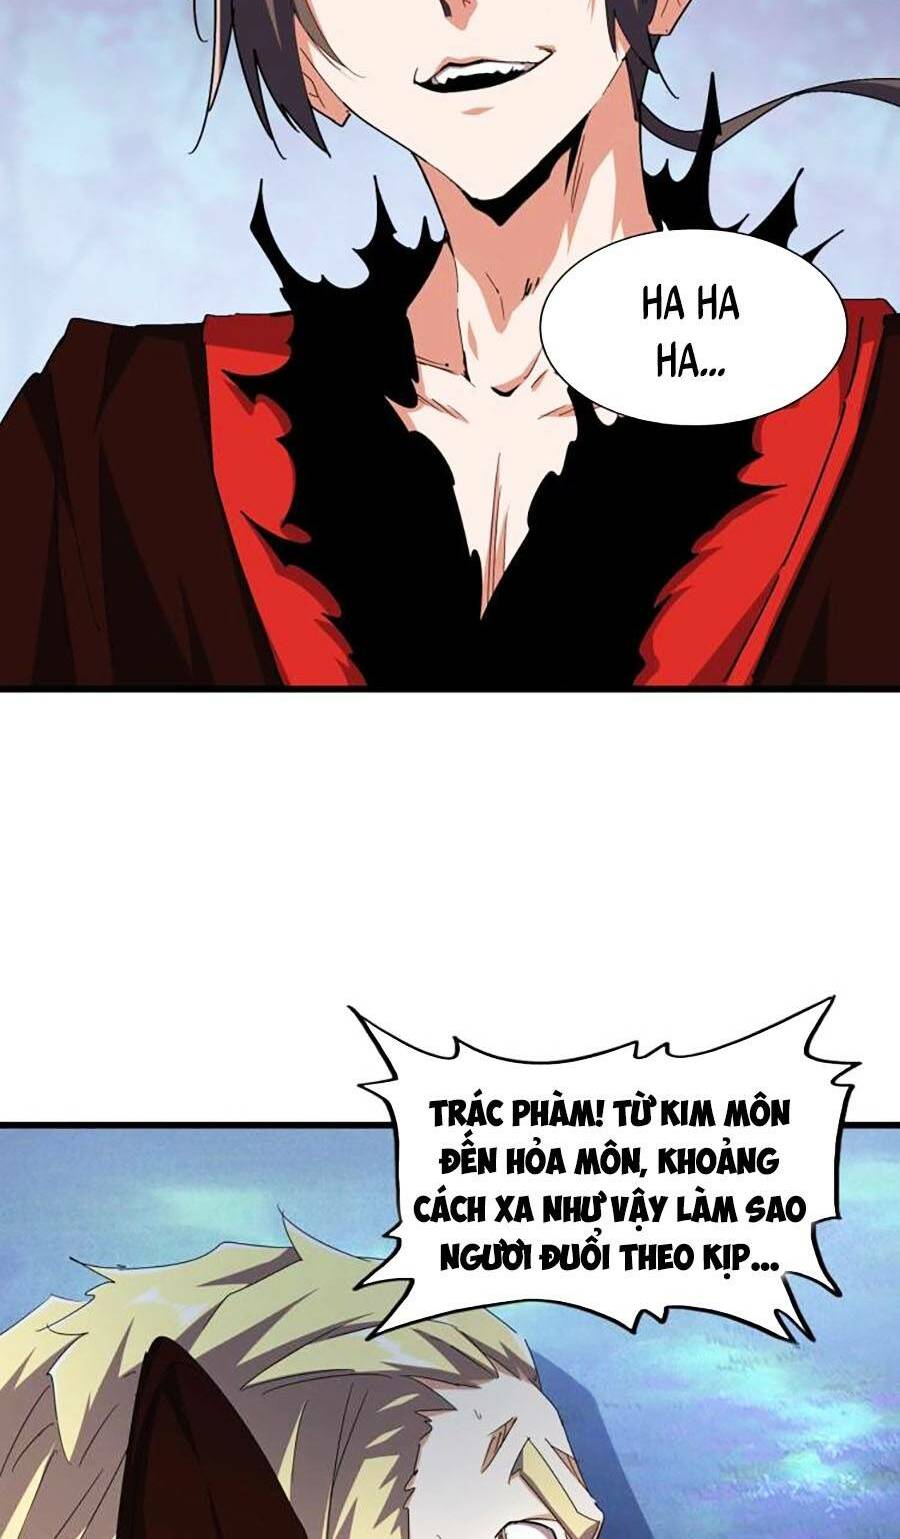 HA HA
HA...
TRÁC PHÀM! TỪ KIM MÔN
ĐẾN HỎA MÔN, KHOẢNG
CÁCH XA NHƯ VẬY LÀM SAO
NGƯƠI ĐUỔI THEO KỊP...